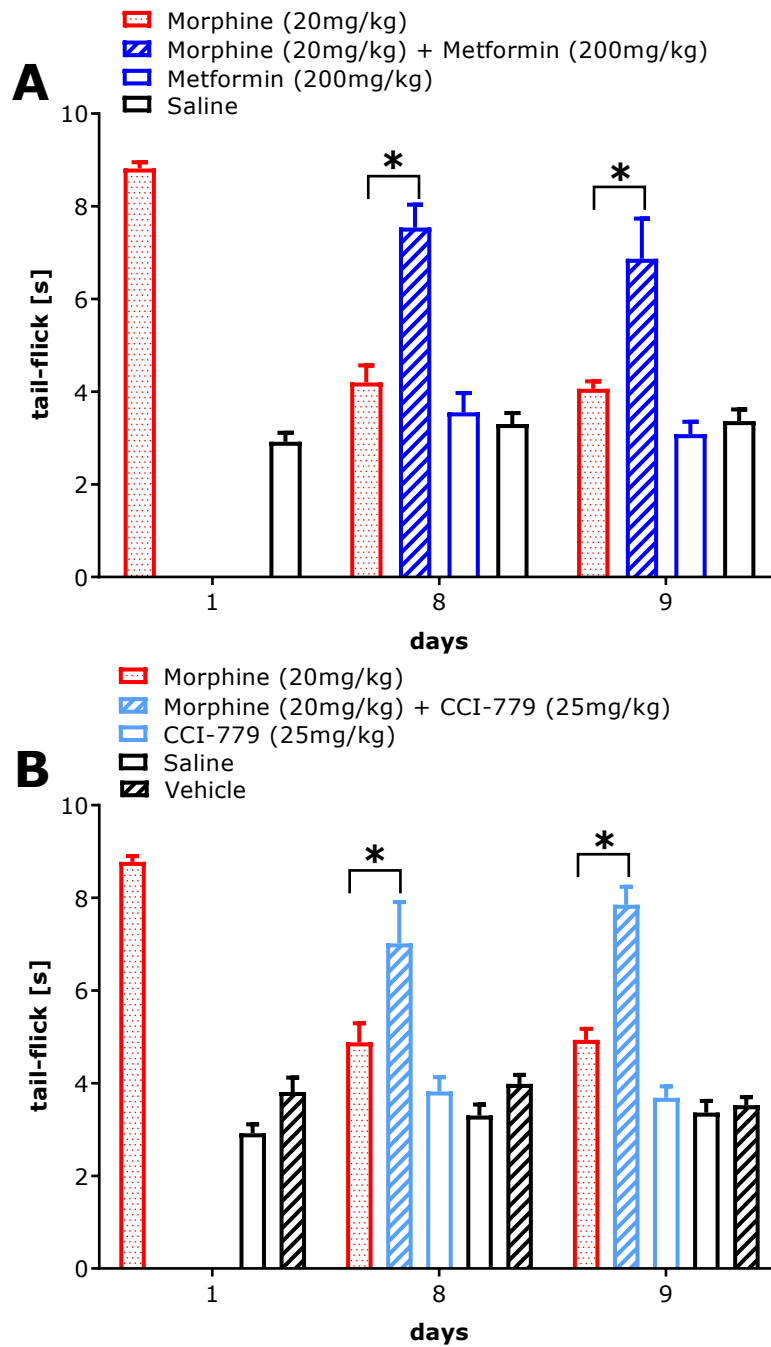 Morphine (20mg/kg)
Morphine (20mg/kg) + Metformin (200mg/kg)
Metformin (200mg/kg)
Saline
A
10
8
6
4
2
0
tail-flick [s]
*
*
1 8 9
days
Morphine (20mg/kg)
Morphine (20mg/kg) + CCI-779 (25mg/kg)
CCI-779 (25mg/kg)
Saline
Vehicle
B
10
8
6
4
2
0
tail-flick [s]
*
*
1 8 9
days